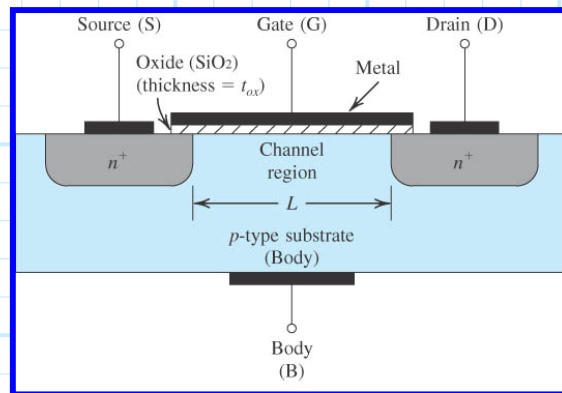 Source (S)
Gate (G)
Drain (D)
Oxide (SiO2)
(thickness = tox)
Metal
n+
Channel
region
n+
L
p-type substrate
(Body)
Body
(B)